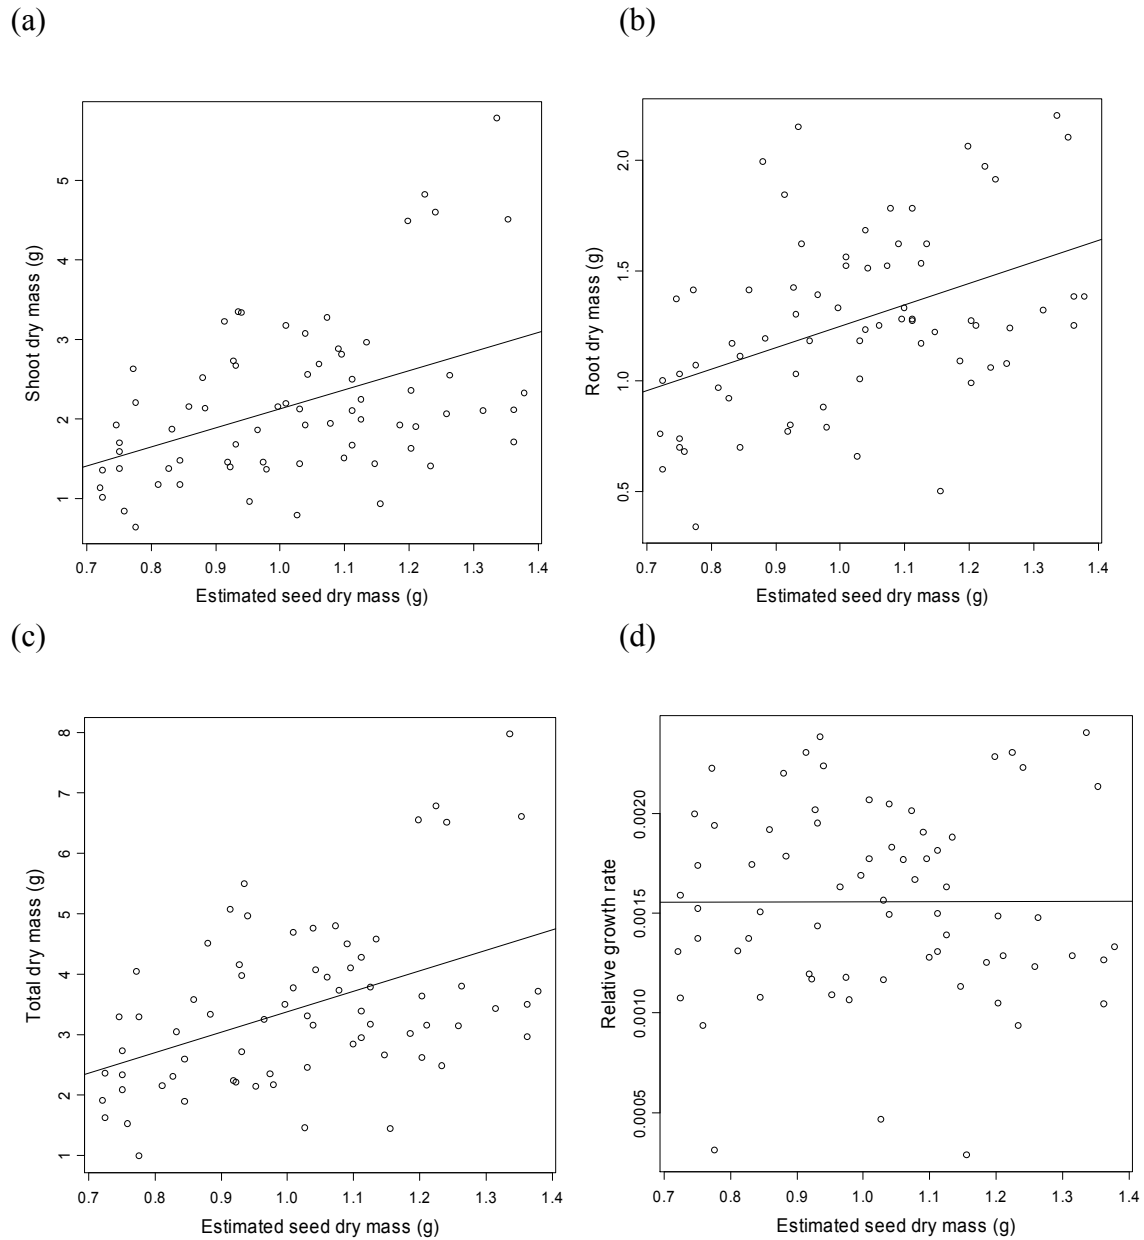 (a)
Shoot dry mass (g)
5
4
3
2
1
0.7 0.8 0.9 1.0 1.1 1.2 1.3 1.4
Estimated seed dry mass (g)
(b)
Root dry mass (g)
2.0
1.5
1.0
0.5
0.7 0.8 0.9 1.0 1.1 1.2 1.3 1.4
Estimated seed dry mass (g)
(c)
Total dry mass (g)
8
7
6
5
4
3
2
1
0.7 0.8 0.9 1.0 1.1 1.2 1.3 1.4
Estimated seed dry mass (g)
(d)
Relative growth rate
0.0020
0.0015
0.0010
0.0005
0.7 0.8 0.9 1.0 1.1 1.2 1.3 1.4
Estimated seed dry mass (g)